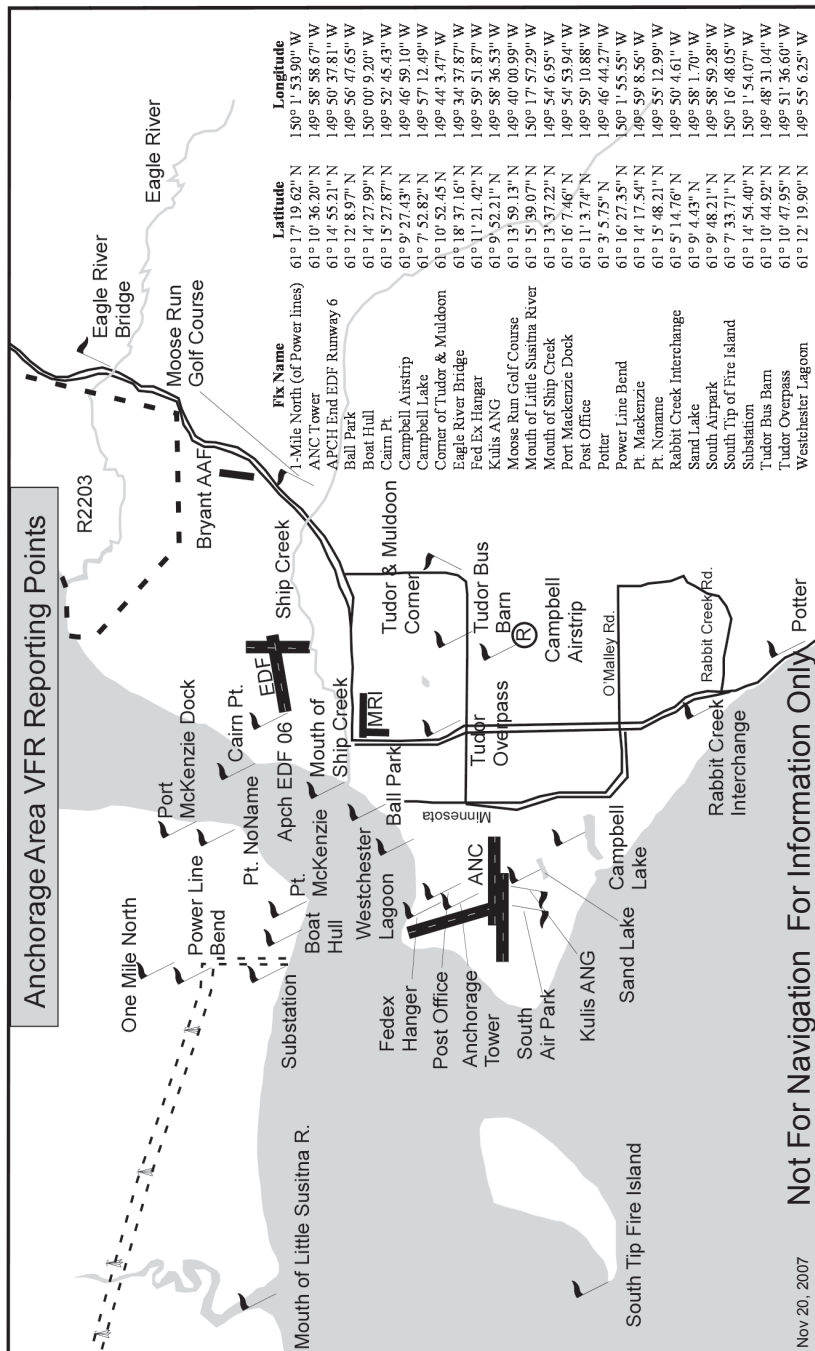 Anchorage Area VFR Reporting Points
One Mile North
Power Line
Bend
Substation
Boat
Hull
Pt.
McKenzie
Pt. NoName
Port
McKenzie Dock
Cairn Pt.
Apch EDF 06
EDF
Mouth of
Ship Creek
Ship Creek
R2203
Bryant AAF
Moose Run
Golf Course
Eagle River
Bridge
Eagle River
Mouth of Little Susitna R.
Westchester
Lagoon
Ball Park
MRI
Minnesota
Fedex
Hanger
Post Office
Anchorage
Tower
ANC
South
Air Park
Kulis ANG
Sand Lake
Campbell
Lake
Tudor
Overpass
Tudor & Muldoon
Corner
Tudor Bus
Barn
R
Campbell
Airstrip
O'Malley Rd.
Rabbit Creek Rd.
Rabbit Creek
Interchange
Potter
South Tip Fire Island
Fix Name Latitude Longitude
1-Mile North (of Power lines) 61° 17' 19.62" N 150° 1' 53.90" W
ANC Tower 61° 10' 36.20" N 149° 58' 58.67" W
APCH End EDF Runway 6 61° 14' 55.21" N 149° 50' 37.81" W
Ball Park 61° 12' 8.97" N 149° 56' 47.65" W
Boat Hull 61° 14' 27.99" N 150° 00' 9.20" W
Cairn Pt. 61° 15' 27.87" N 149° 52' 45.43" W
Campbell Airstrip 61° 9' 27.43" N 149° 46' 59.10" W
Campbell Lake 61° 7' 52.82" N 149° 57' 12.49" W
Corner of Tudor & Muldoon 61° 10' 52.45 N 149° 44' 3.47" W
Eagle River Bridge 61° 18' 37.16" N 149° 34' 37.87" W
Fed Ex Hangar 61° 11' 21.42" N 149° 59' 51.87" W
Kulis ANG 61° 9' 52.21" N 149° 58' 36.53" W
Moose Run Golf Course 61° 13' 59.13" N 149° 40' 00.99" W
Mouth of Little Susitna River 61° 15' 39.07" N 150° 17' 57.29" W
Mouth of Ship Creek 61° 13' 37.22" N 149° 54' 6.95" W
Port Mackenzie Dock 61° 16' 7.46" N 149° 54' 53.94" W
Post Office 61° 11' 3.74" N 149° 59' 10.88" W
Potter 61° 3' 5.75" N 149° 46' 44.27" W
Power Line Bend 61° 16' 27.35" N 150° 1' 55.55" W
Pt. Mackenzie 61° 14' 17.54" N 149° 59' 8.56" W
Pt. Noname 61° 15' 48.21" N 149° 55' 12.99" W
Rabbit Creek Interchange 61° 5' 14.76" N 149° 50' 4.61" W
Sand Lake 61° 9' 4.43" N 149° 58' 1.70" W
South Airpark 61° 9' 48.21" N 149° 58' 59.28" W
South Tip of Fire Island 61° 7' 33.71" N 150° 16' 48.05" W
Substation 61° 14' 54.40" N 150° 1' 54.07" W
Tudor Bus Barn 61° 10' 44.92" N 149° 48' 31.04" W
Tudor Overpass 61° 10' 47.95" N 149° 51' 36.60" W
Westchester Lagoon 61° 12' 19.90" N 149° 55' 6.25" W
Nov 20, 2007
Not For Navigation For Information Only